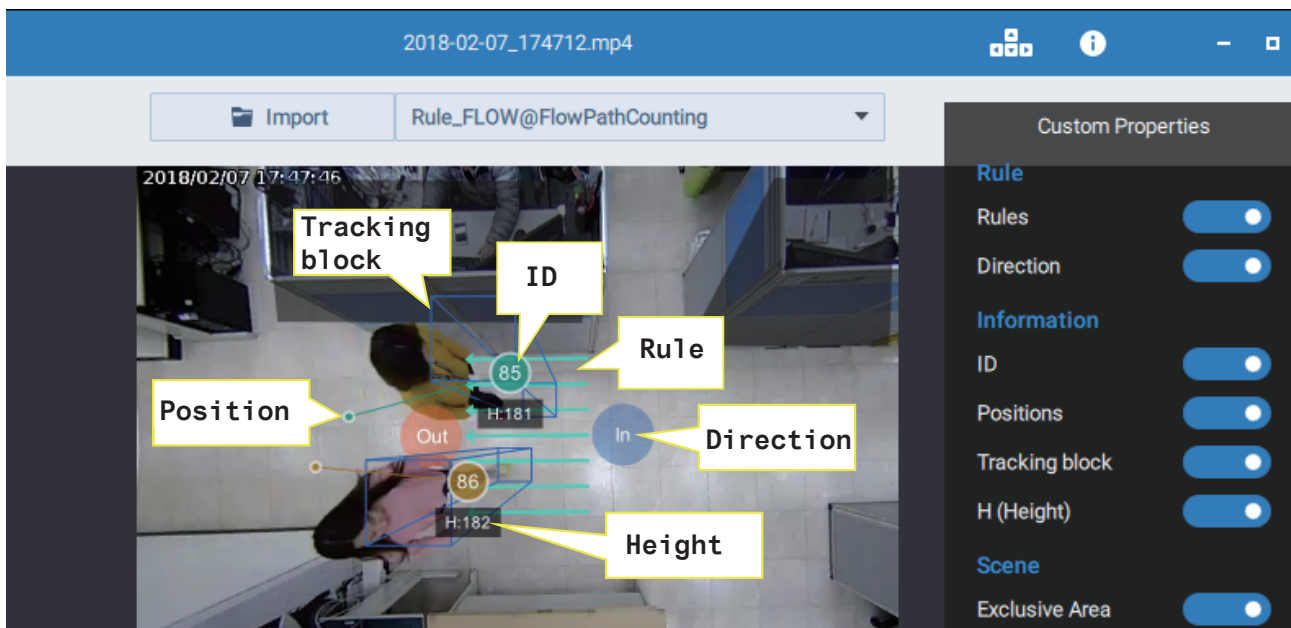 2018-02-07_174712.mp4
Import
Rule_FLOW@FlowPathCounting
Custom Properties
2018/02/07 17:47:46
Rule
Rules
Direction
Information
ID
Positions
Tracking block
H (Height)
Scene
Exclusive Area
Tracking
block
ID
Rule
85
Position
H:181
Out
In
Direction
86
H:182
Height